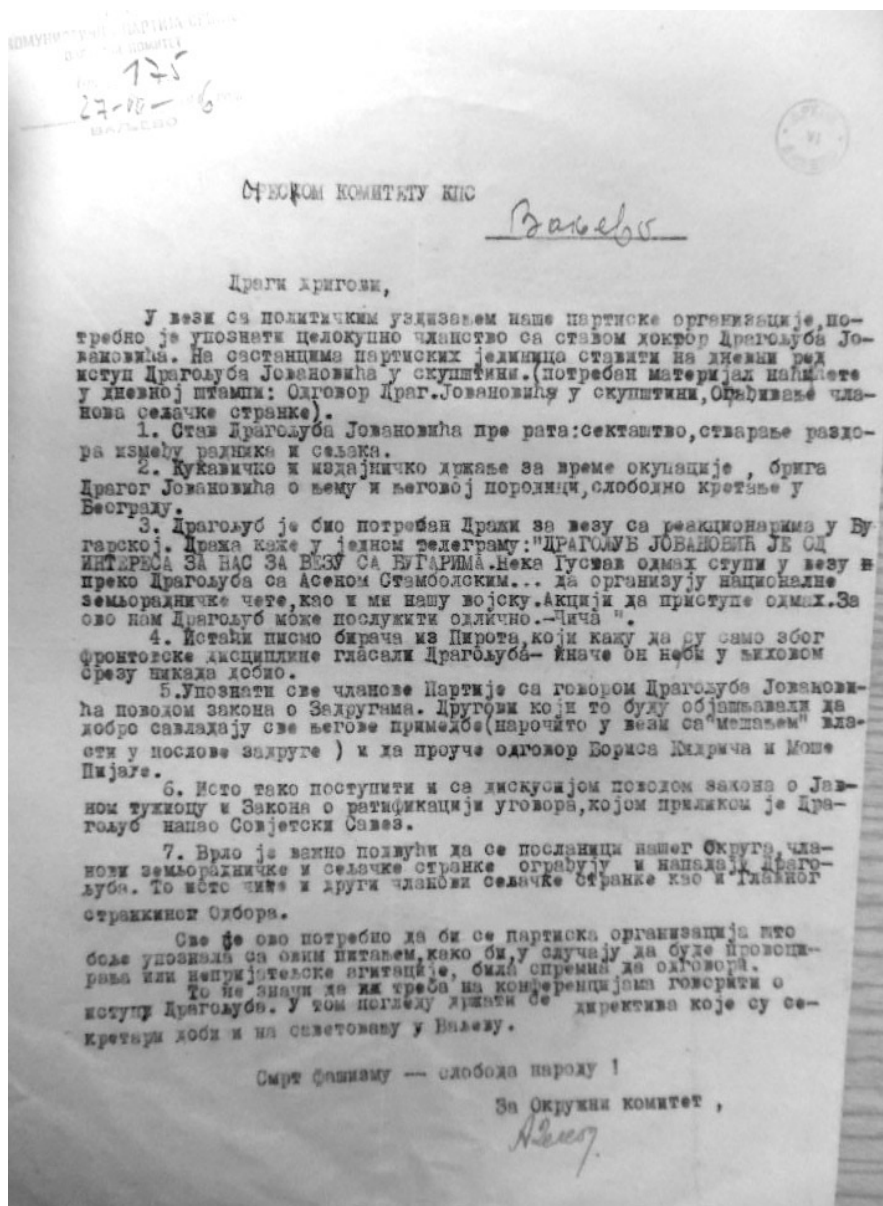 КОМУНИСТИЧКА ПАРТИЈА СРБИЈЕ
КОМИТЕТ
175
27-VII- 6
ВАЉЕВО
СРЕСКОМ КОМИТЕТУ КПС
Ваљево
Драги дригови,
У вези са политичким уздизањем наше партиске организације,по-
требно је упознати целокупно чланство са ставом доктор Драгољуба Јо-
вановића. На састанцима партиских јединица ставити на дневни ред
иступ Драгољуба Јовановића у скупштини.(потребан материјал наћићете
у дневној штампи: Одговор Драг.Јовановића у скупштини,Ограђивање чла-
нова сељачке странке).
1. Став Драгољуба Јовановића пре рата:секташтво,стварање раздо-
ра између радника и сељака.
2. Кукавичко и издајничко држање за време окупације , брига
Драгог Јовановића о њему и његовој породици,слободно кретање у
Београду.
3. Драгољуб је био потребан Дражи за везу са реакционарима у Бу
гарској. Дража каже у једном телеграму:"ДРАГОЉУБ ЈОВАНОВИЋ ЈЕ ОД
ИНТЕРЕСА ЗА НАС ЗА ВЕЗУ СА БУГАРИМА.Нека Густав одмах ступи у везу и
преко Драгољуба са Асеном Стамболским... да организују националне
земљорадничке чете,као и ми нашу војску.Акцији да приступе одмах.За
ово нам Драгољуб може послужити одлично.-Чича ".
4. Истаћи писмо бирача из Пирота,који кажу да су само због
фронтовске дисциплине гласали Драгољуба- иначе он неби у њиховом
срезу никада добио.
5.Упознати све чланове Партије са говором Драгољуба Јованови-
ћа поводом закона о Задругама. Другови који то буду објашњавали да
добро савладају све његове примедбе(нарочито у вези са"мешањем" вла-
сти у послове задруге ) и да проуче одговор Бориса Кидрича и Моше
Пијаде.
6. Исто тако поступити и са дискусијом поводом закона о Јав-
ном тужиоцу и Закона о ратификацији уговора,којом приликом је Дра-
гољуб напао Совјетски Савез.
7. Врло је важно подвући да се посланици нашег Округа,чла-
нови земљорадничке и сељачке странке ограђују и нападају Драго-
љуба. То исто чине и други чланови сељачке странке као и Главног
странкиног Одбора.
Све је ово потребно да би се партиска организација што
боље упознала са овим питањем,како би,у случају да буде провоци-
рања или непријатељске агитације, била спремна да одговори.
То не значи да им треба на конференцијама говорити о
иступу Драгољуба. У том погледу држати се директива које су се-
кретари доби и на саветовању у Ваљеву.
Смрт фашизму — слобода народу !
За Окружни комитет ,